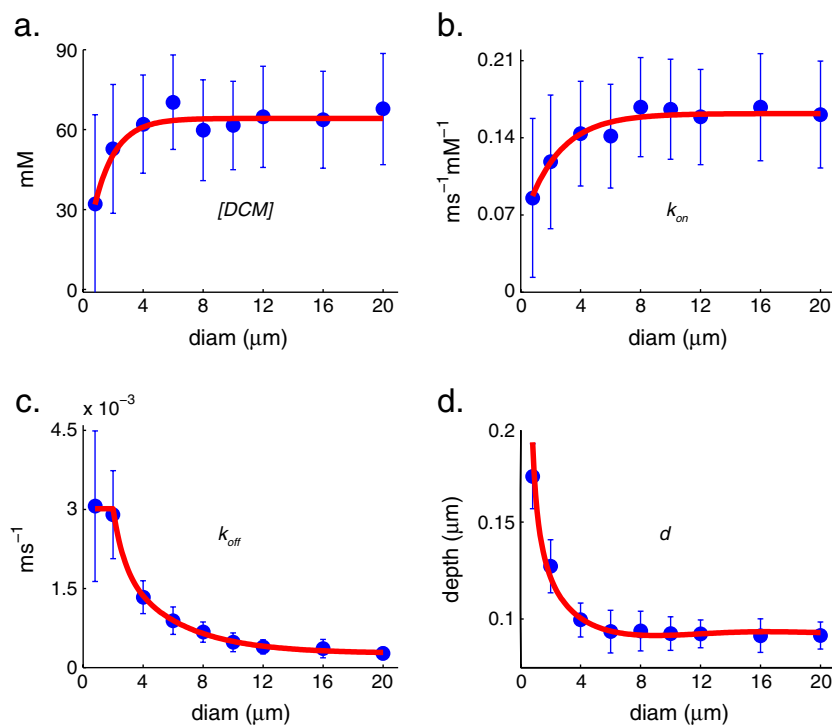 a.
90
60
30
0
mM
[DCM]
0 4 8 12 16 20
diam (μm)
b.
0.21
0.14
0.07
0
ms⁻¹mM⁻¹
k_on
0 4 8 12 16 20
diam (μm)
c.
x 10⁻³
4.5
3
1.5
0
ms⁻¹
k_off
0 4 8 12 16 20
diam (μm)
d.
0.2
0.15
0.1
depth (μm)
d
0 4 8 12 16 20
diam (μm)